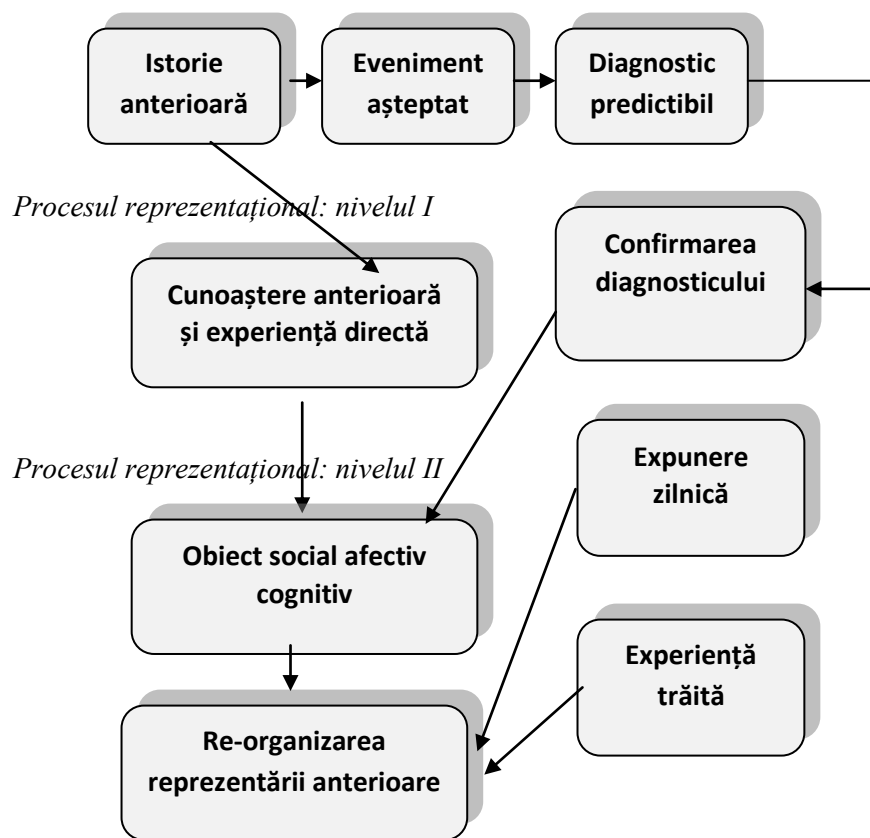 Istorie
anterioară
Eveniment
așteptat
Diagnostic
predictibil
Procesul reprezentațional: nivelul I
Confirmarea
diagnosticului
Cunoaștere anterioară
și experiență directă
Procesul reprezentațional: nivelul II
Expunere
zilnică
Obiect social afectiv
cognitiv
Experiență
trăită
Re-organizarea
reprezentării anterioare